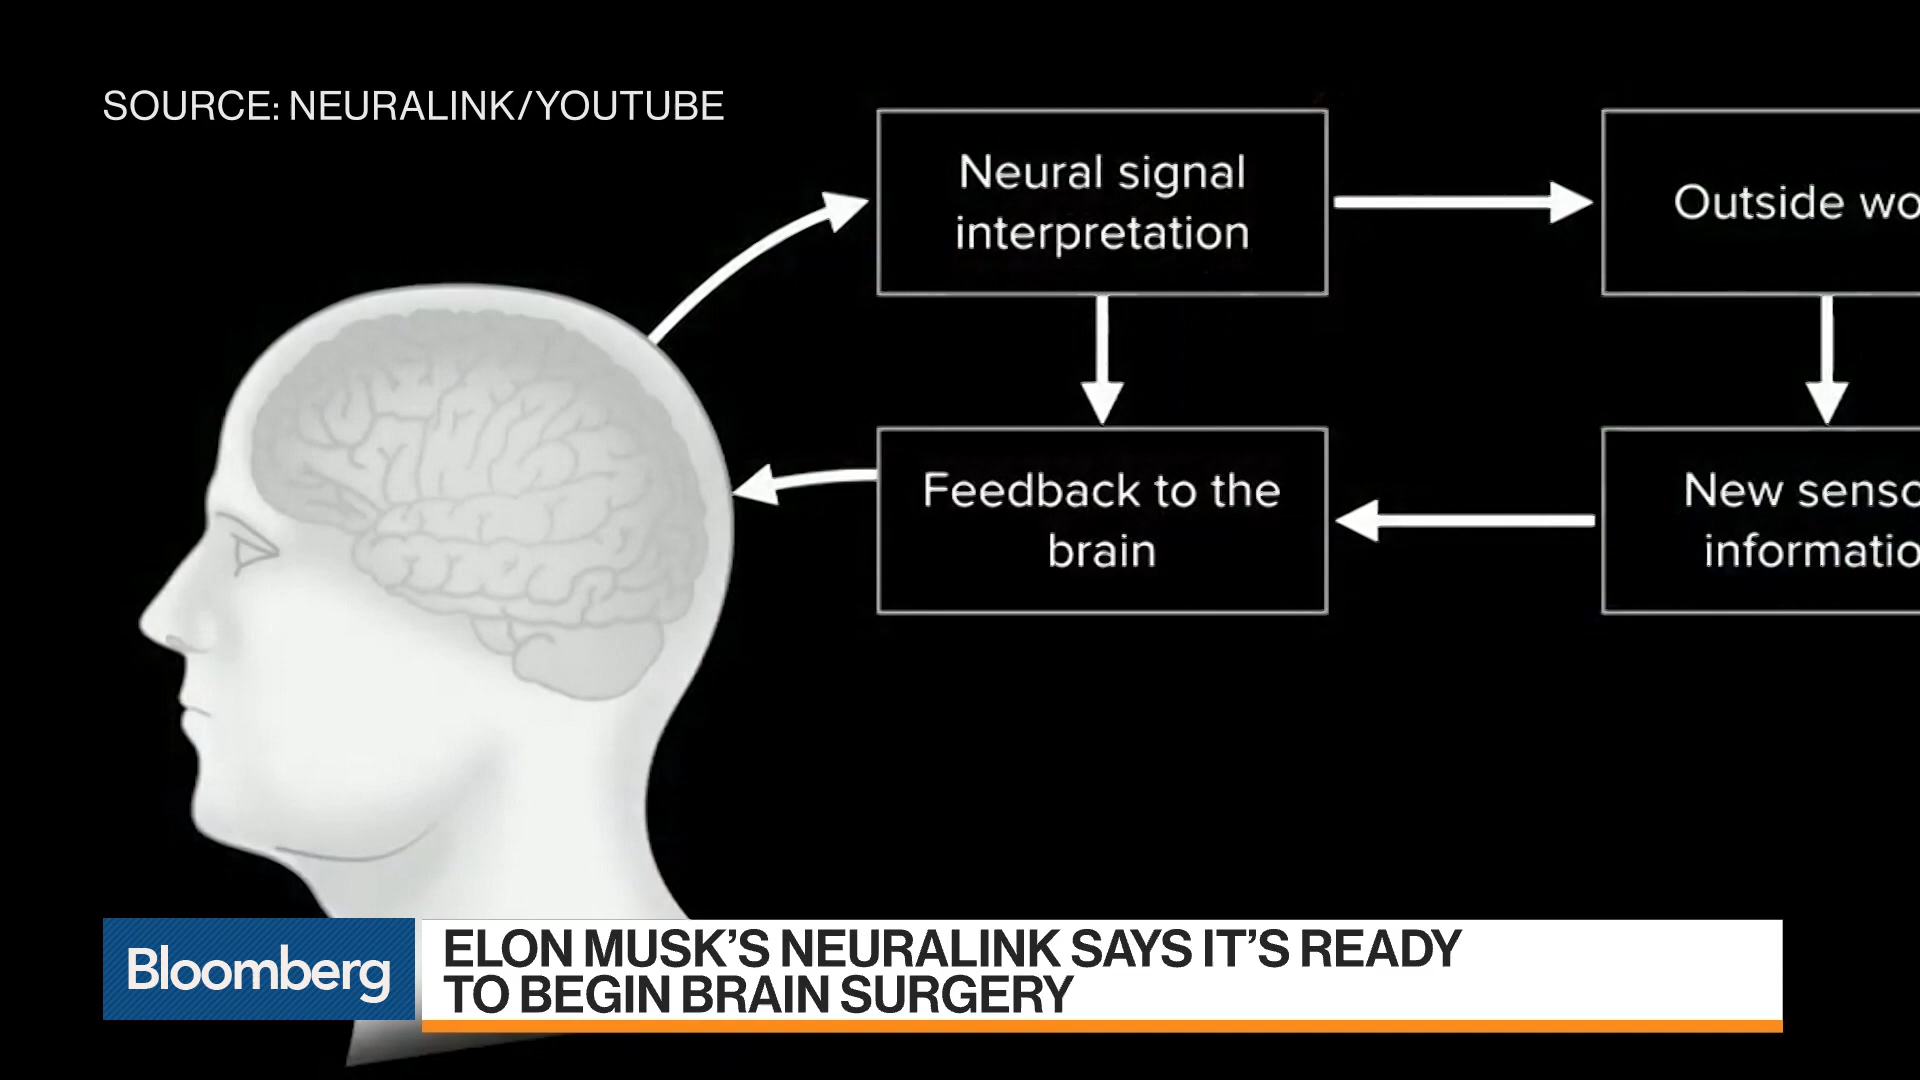 SOURCE: NEURALINK/YOUTUBE
Neural signal
interpretation
Outside wo
Feedback to the
brain
New senso
informatio
Bloomberg
ELON MUSK'S NEURALINK SAYS IT'S READY
TO BEGIN BRAIN SURGERY